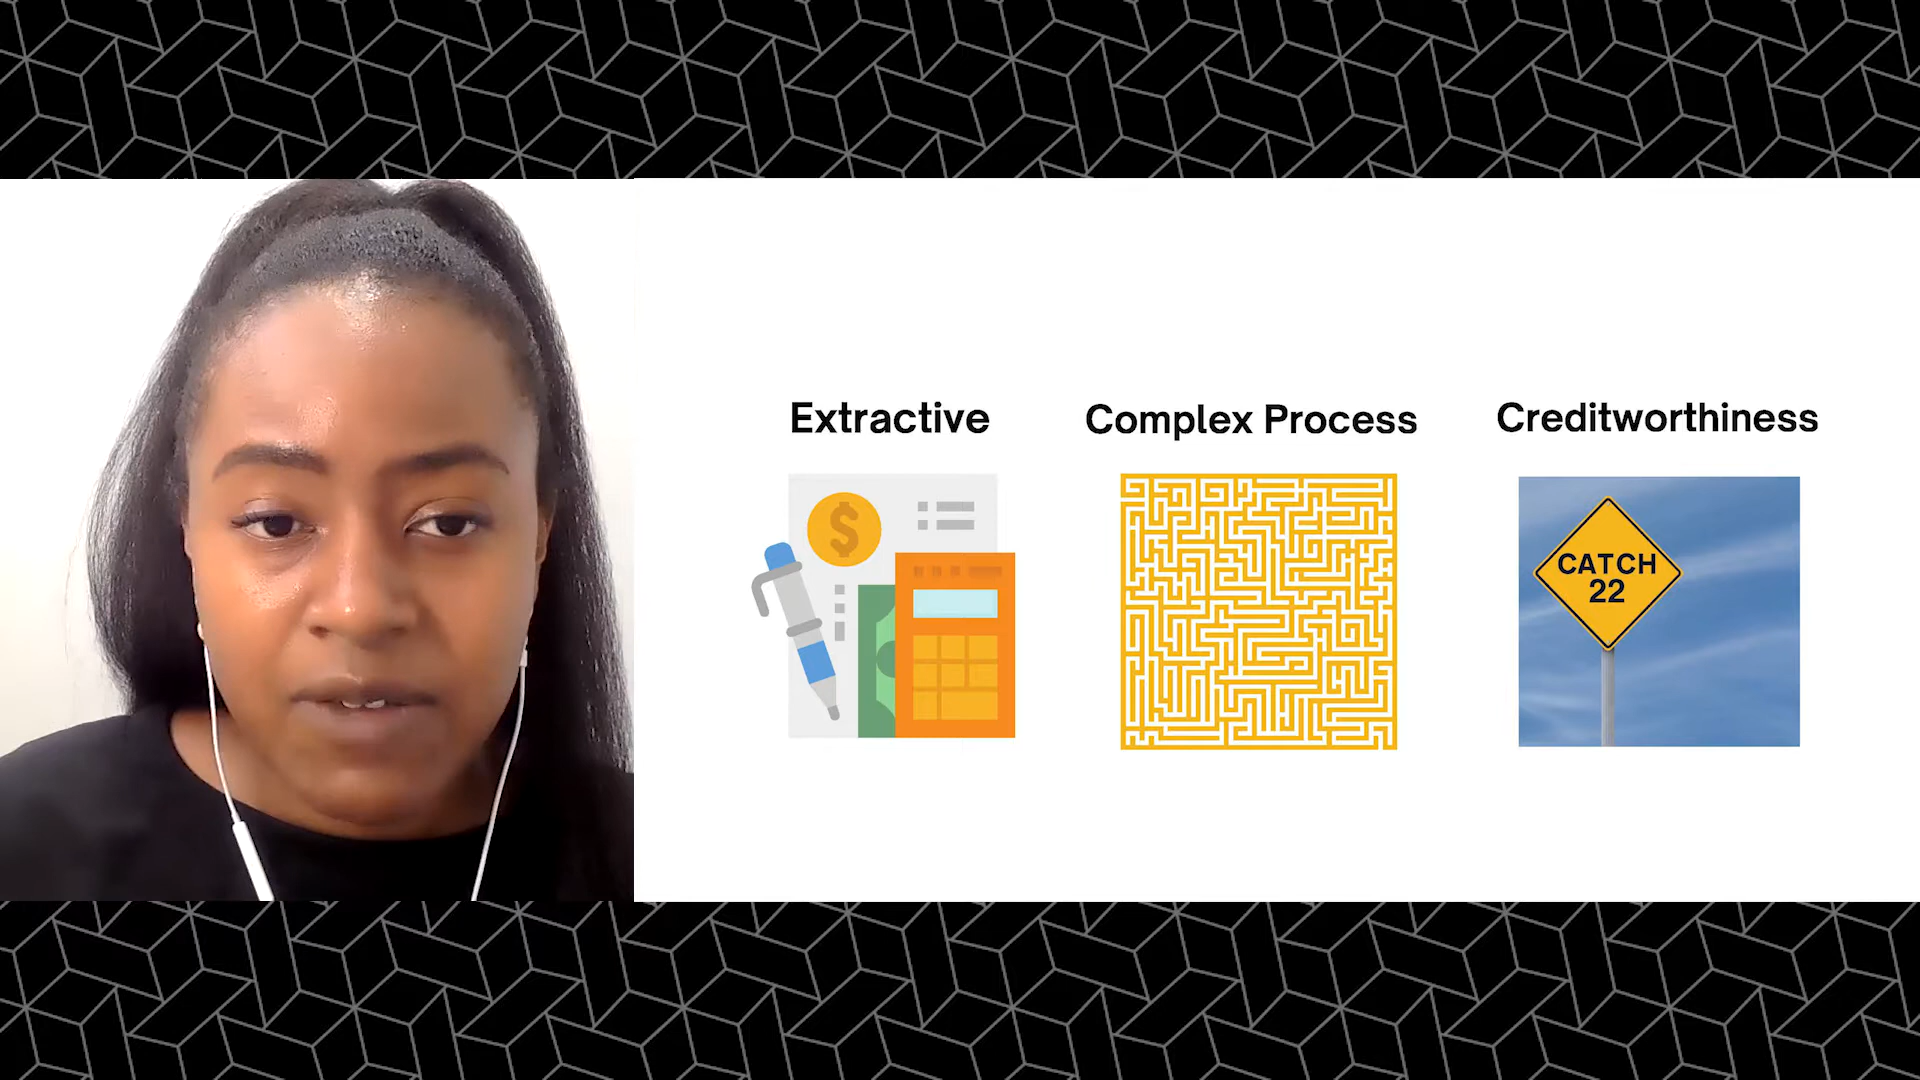 Extractive
Complex Process
Creditworthiness
$
CATCH
22